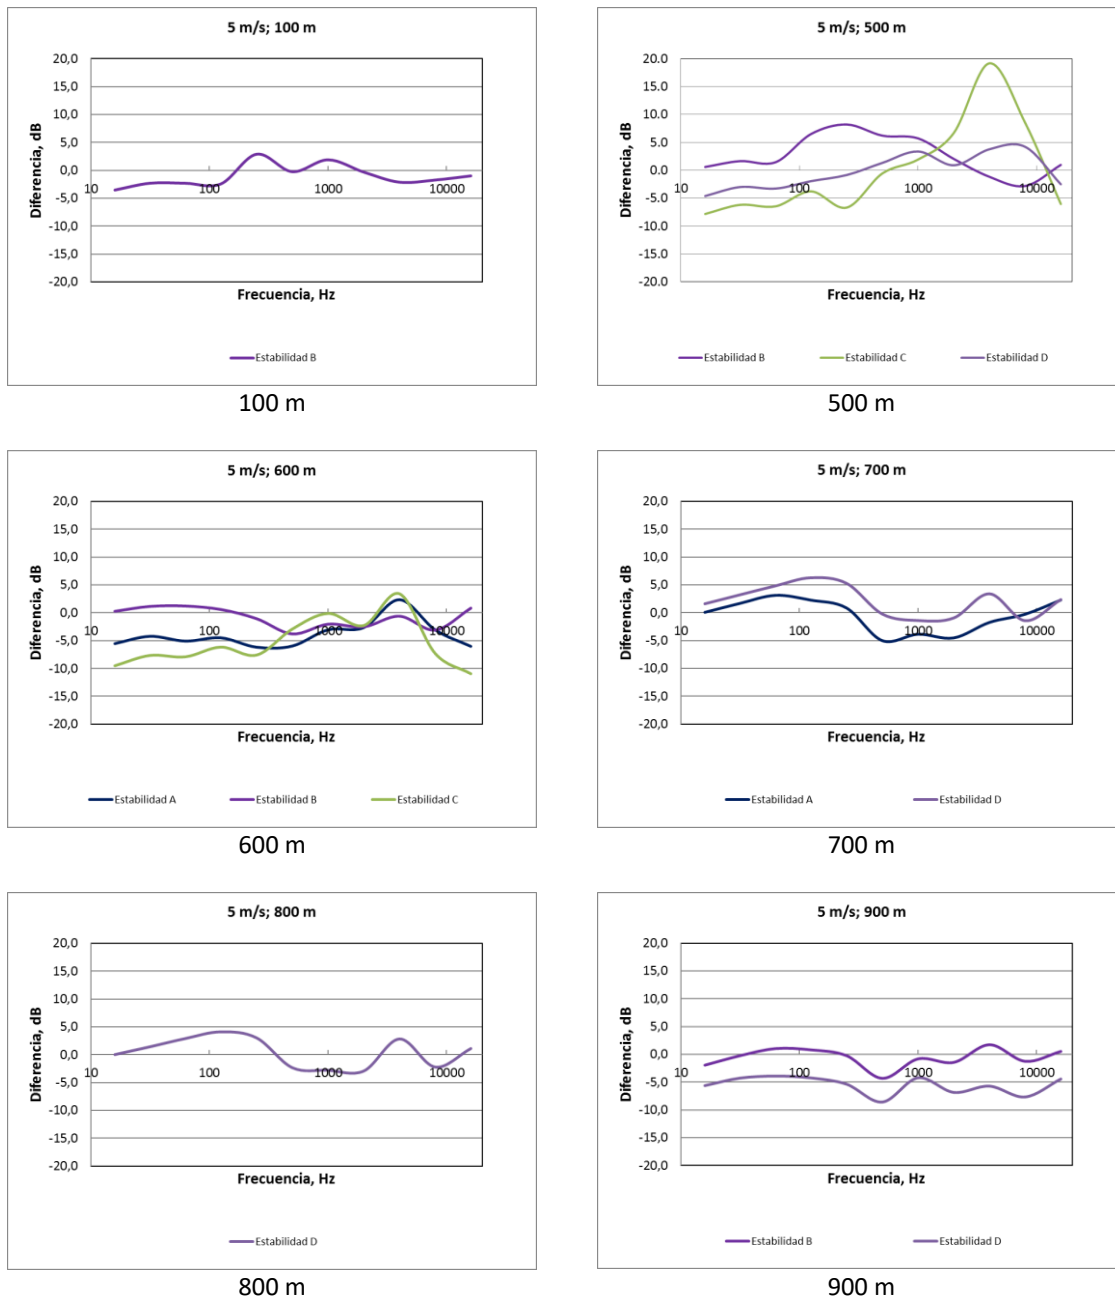 5 m/s; 100 m
20,0
15,0
10,0
5,0
0,0
-5,0
-10,0
-15,0
-20,0
10
100
1000
10000
Diferencia, dB
Frecuencia, Hz
Estabilidad B
100 m
5 m/s; 500 m
20.0
15,0
10,0
5,0
0,0
-5,0
-10,0
-15,0
-20,0
10
100
1000
10000
Diferencia, dB
Frecuencia, Hz
Estabilidad B
Estabilidad C
Estabilidad D
500 m
5 m/s; 600 m
20,0
15,0
10,0
5,0
0,0
-5,0
-10,0
-15,0
-20,0
10
100
1000
10000
Diferencia, dB
Frecuencia, Hz
Estabilidad A
Estabilidad B
Estabilidad C
600 m
5 m/s; 700 m
20,0
15,0
10,0
5,0
0,0
-5,0
-10,0
-15,0
-20,0
10
100
1000
10000
Diferencia, dB
Frecuencia, Hz
Estabilidad A
Estabilidad D
700 m
5 m/s; 800 m
20,0
15,0
10,0
5,0
0,0
-5,0
-10,0
-15,0
-20,0
10
100
1000
10000
Diferencia, dB
Frecuencia, Hz
Estabilidad D
800 m
5 m/s; 900 m
20,0
15,0
10,0
5,0
0,0
-5,0
-10,0
-15,0
-20,0
10
100
1000
10000
Diferencia, dB
Frecuencia, Hz
Estabilidad B
Estabilidad D
900 m